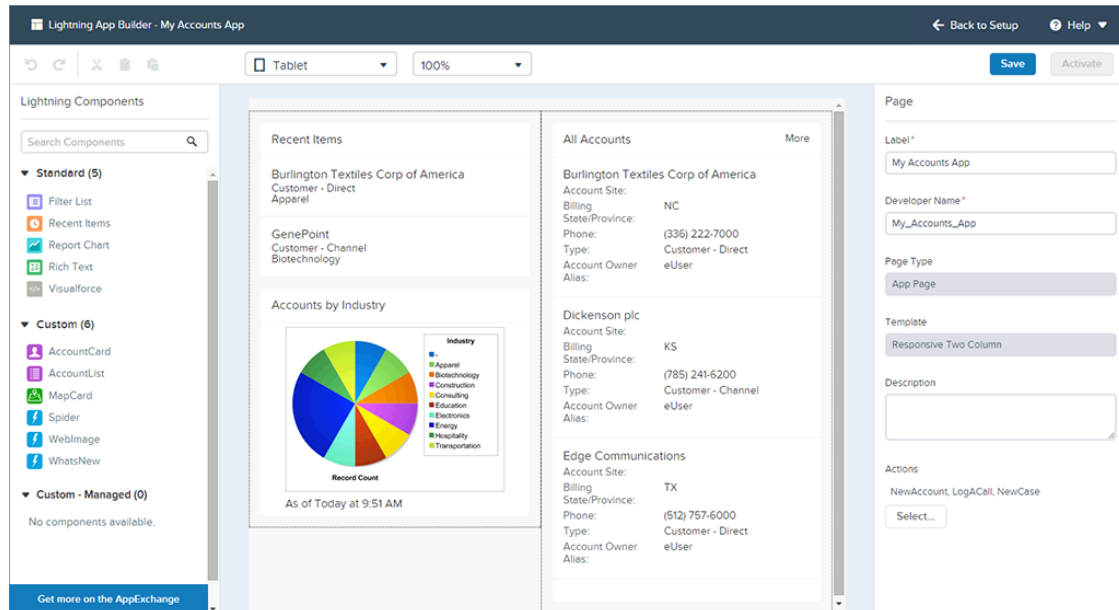 Lightning App Builder - My Accounts App
Back to Setup
Help
Tablet
100%
Save
Activate
Lightning Components
Search Components
Standard (5)
Filter List
Recent Items
Report Chart
Rich Text
Visualforce
Custom (6)
AccountCard
AccountList
MapCard
Spider
WebImage
WhatsNew
Custom - Managed (0)
No components available.
Get more on the AppExchange
Recent Items
Burlington Textiles Corp of America
Customer - Direct
Apparel
GenePoint
Customer - Channel
Biotechnology
Accounts by Industry
Industry
-
Apparel
Biotechnology
Construction
Consulting
Education
Electronics
Energy
Hospitality
Transportation
Record Count
As of Today at 9:51 AM
All Accounts More
Burlington Textiles Corp of America
Account Site:
Billing NC
State/Province:
Phone: (336) 222-7000
Type: Customer - Direct
Account Owner eUser
Alias:
Dickenson plc
Account Site:
Billing KS
State/Province:
Phone: (785) 241-6200
Type: Customer - Channel
Account Owner eUser
Alias:
Edge Communications
Account Site:
Billing TX
State/Province:
Phone: (512) 757-6000
Type: Customer - Direct
Account Owner eUser
Alias:
Page
Label*
My Accounts App
Developer Name*
My_Accounts_App
Page Type
App Page
Template
Responsive Two Column
Description
Actions
NewAccount, LogACall, NewCase
Select...